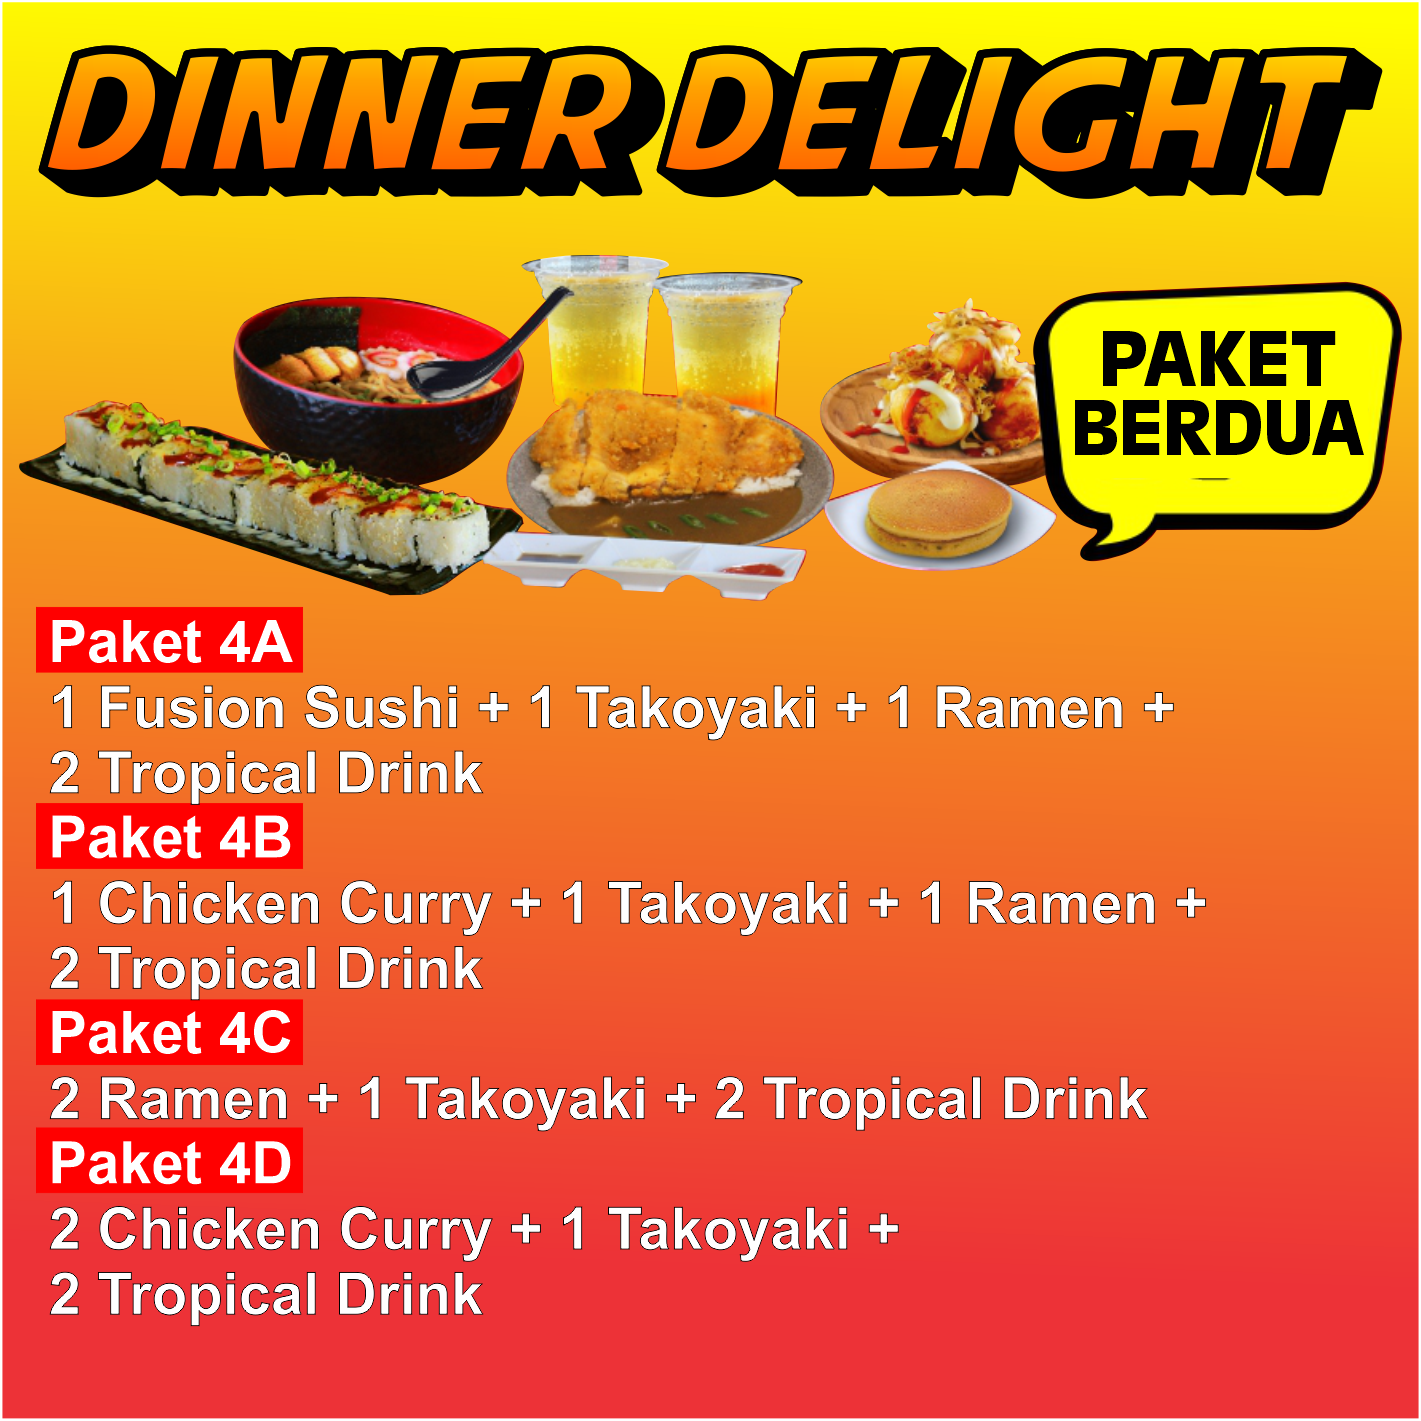 DINNER DELIGHT
PAKET
BERDUA
Paket 4A
1 Fusion Sushi + 1 Takoyaki + 1 Ramen +
2 Tropical Drink
Paket 4B
1 Chicken Curry + 1 Takoyaki + 1 Ramen +
2 Tropical Drink
Paket 4C
2 Ramen + 1 Takoyaki + 2 Tropical Drink
Paket 4D
2 Chicken Curry + 1 Takoyaki +
2 Tropical Drink